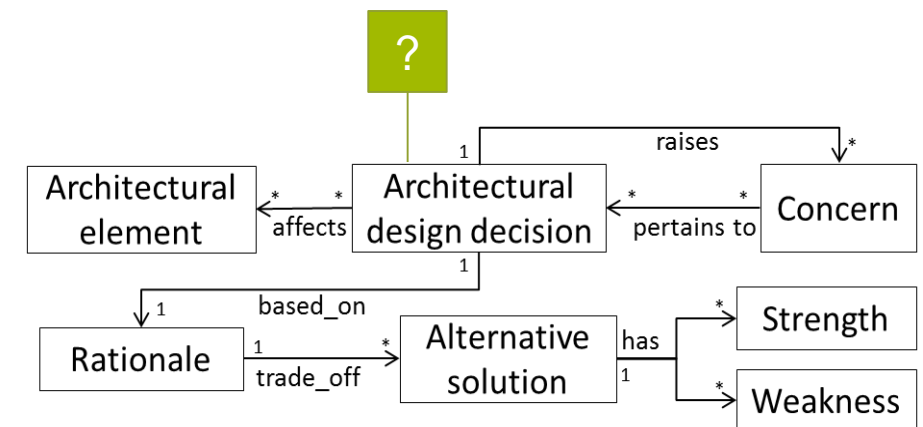 ?
1
raises
*
Architectural
element
*
*
affects
Architectural
design decision
*
*
pertains to
Concern
1
based_on
1
Rationale
1
*
trade_off
Alternative
solution
has
1
*
Strength
*
Weakness